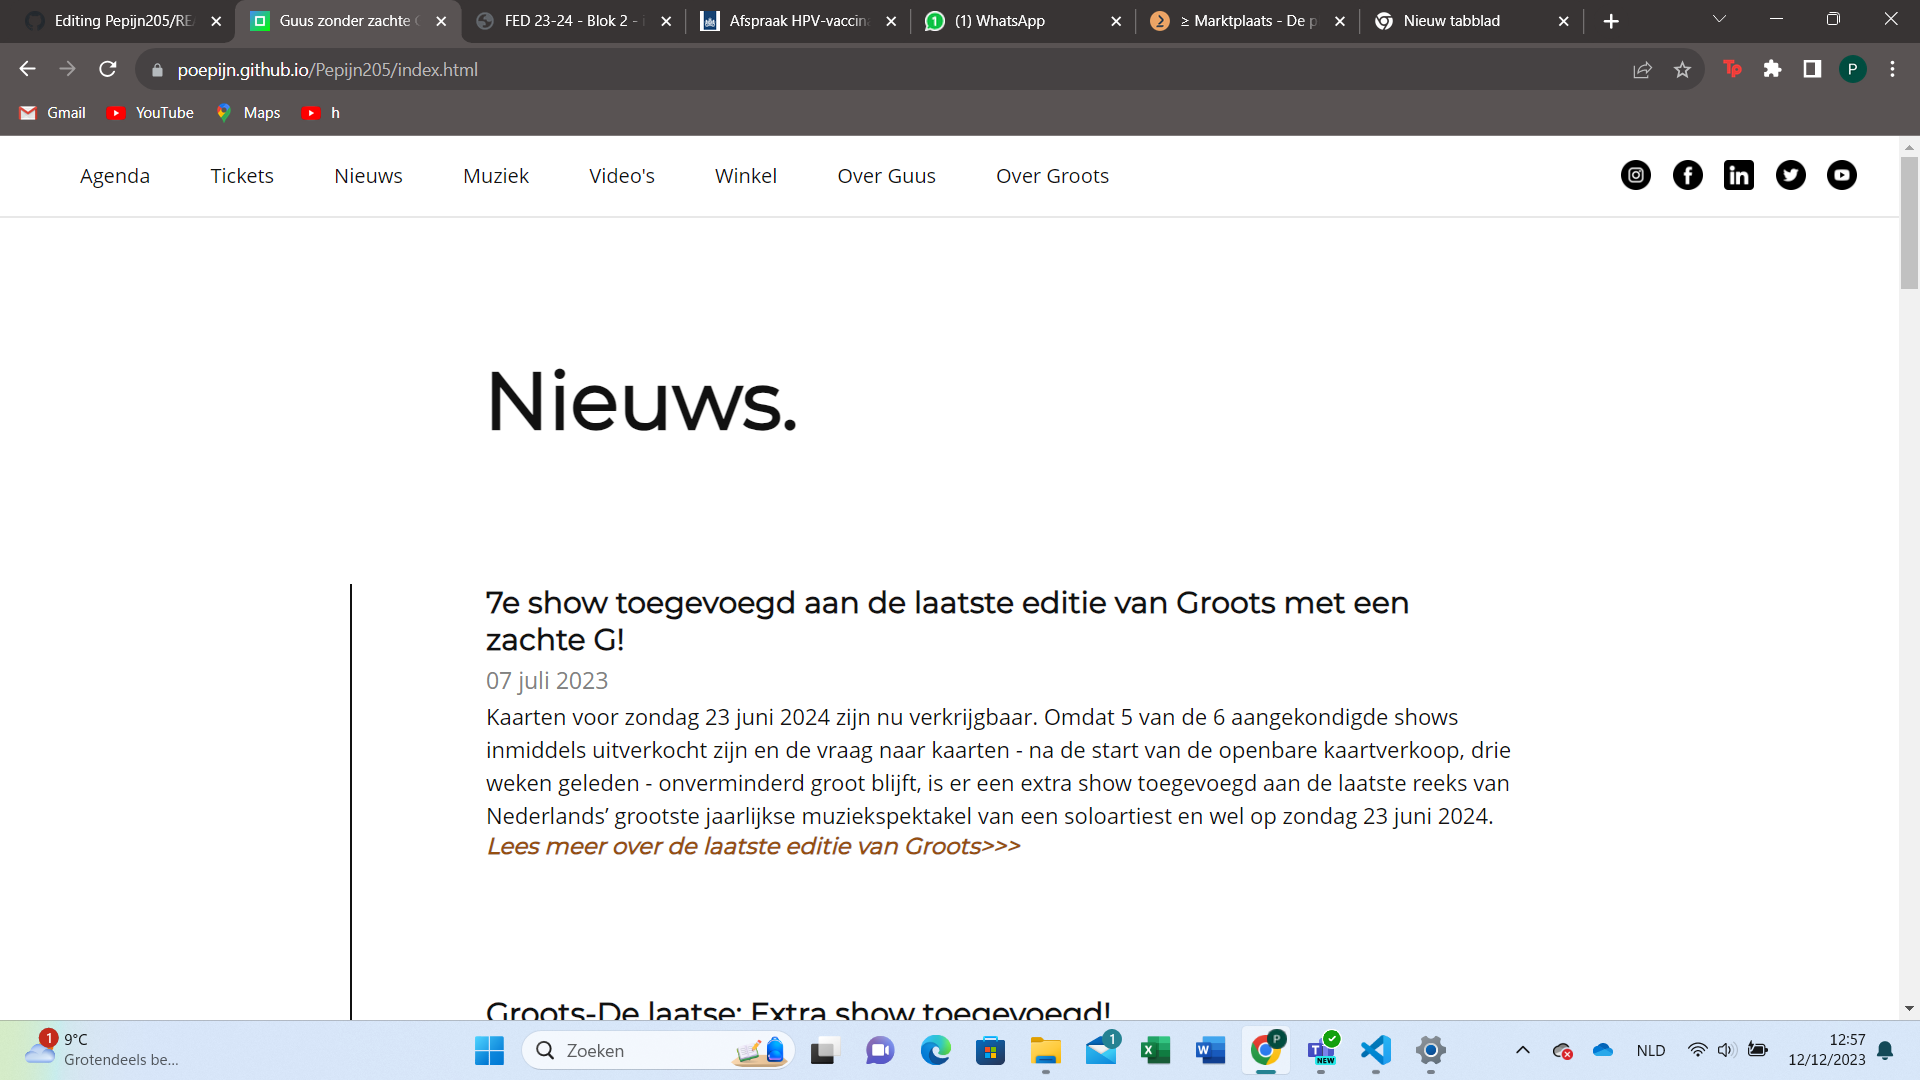 Editing Pepijn205/RE
Guus zonder zachte
FED 23-24 - Blok 2 -
Afspraak HPV-vaccin
(1) WhatsApp
≥ Marktplaats - De p
Nieuw tabblad
poepijn.github.io/Pepijn205/index.html
Tp
P
Gmail
YouTube
Maps
h
Agenda
Tickets
Nieuws
Muziek
Video's
Winkel
Over Guus
Over Groots
Nieuws.
7e show toegevoegd aan de laatste editie van Groots met een
zachte G!
07 juli 2023
Kaarten voor zondag 23 juni 2024 zijn nu verkrijgbaar. Omdat 5 van de 6 aangekondigde shows
inmiddels uitverkocht zijn en de vraag naar kaarten - na de start van de openbare kaartverkoop, drie
weken geleden - onverminderd groot blijft, is er een extra show toegevoegd aan de laatste reeks van
Nederlands’ grootste jaarlijkse muziekspektakel van een soloartiest en wel op zondag 23 juni 2024.
Lees meer over de laatste editie van Groots>>>
Groots-De laatse: Extra show toegevoegd!
1
9°C
Grotendeels be...
Zoeken
1
P
NEW
NLD
12:57
12/12/2023